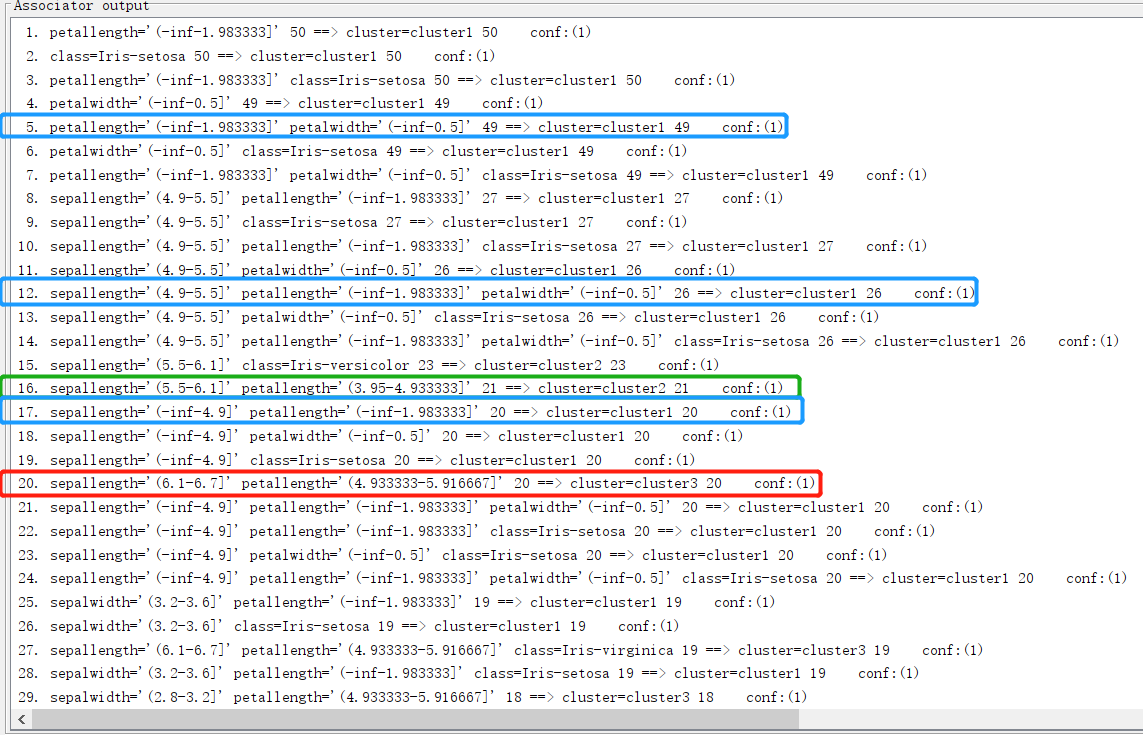 Associator output
1. petallength='(-inf-1.983333]' 50 ==> cluster=cluster1 50    conf:(1)
2. class=Iris-setosa 50 ==> cluster=cluster1 50    conf:(1)
3. petallength='(-inf-1.983333]' class=Iris-setosa 50 ==> cluster=cluster1 50    conf:(1)
4. petalwidth='(-inf-0.5]' 49 ==> cluster=cluster1 49    conf:(1)
5. petallength='(-inf-1.983333]' petalwidth='(-inf-0.5]' 49 ==> cluster=cluster1 49    conf:(1)
6. petalwidth='(-inf-0.5]' class=Iris-setosa 49 ==> cluster=cluster1 49    conf:(1)
7. petallength='(-inf-1.983333]' petalwidth='(-inf-0.5]' class=Iris-setosa 49 ==> cluster=cluster1 49    conf:(1)
8. sepallength='(4.9-5.5]' petallength='(-inf-1.983333]' 27 ==> cluster=cluster1 27    conf:(1)
9. sepallength='(4.9-5.5]' class=Iris-setosa 27 ==> cluster=cluster1 27    conf:(1)
10. sepallength='(4.9-5.5]' petallength='(-inf-1.983333]' class=Iris-setosa 27 ==> cluster=cluster1 27    conf:(1)
11. sepallength='(4.9-5.5]' petalwidth='(-inf-0.5]' 26 ==> cluster=cluster1 26    conf:(1)
12. sepallength='(4.9-5.5]' petallength='(-inf-1.983333]' petalwidth='(-inf-0.5]' 26 ==> cluster=cluster1 26    conf:(1)
13. sepallength='(4.9-5.5]' petalwidth='(-inf-0.5]' class=Iris-setosa 26 ==> cluster=cluster1 26    conf:(1)
14. sepallength='(4.9-5.5]' petallength='(-inf-1.983333]' petalwidth='(-inf-0.5]' class=Iris-setosa 26 ==> cluster=cluster1 26    conf:(1)
15. sepallength='(5.5-6.1]' class=Iris-versicolor 23 ==> cluster=cluster2 23    conf:(1)
16. sepallength='(5.5-6.1]' petallength='(3.95-4.933333]' 21 ==> cluster=cluster2 21    conf:(1)
17. sepallength='(-inf-4.9]' petallength='(-inf-1.983333]' 20 ==> cluster=cluster1 20    conf:(1)
18. sepallength='(-inf-4.9]' petalwidth='(-inf-0.5]' 20 ==> cluster=cluster1 20    conf:(1)
19. sepallength='(-inf-4.9]' class=Iris-setosa 20 ==> cluster=cluster1 20    conf:(1)
20. sepallength='(6.1-6.7]' petallength='(4.933333-5.916667]' 20 ==> cluster=cluster3 20    conf:(1)
21. sepallength='(-inf-4.9]' petallength='(-inf-1.983333]' petalwidth='(-inf-0.5]' 20 ==> cluster=cluster1 20    conf:(1)
22. sepallength='(-inf-4.9]' petallength='(-inf-1.983333]' class=Iris-setosa 20 ==> cluster=cluster1 20    conf:(1)
23. sepallength='(-inf-4.9]' petalwidth='(-inf-0.5]' class=Iris-setosa 20 ==> cluster=cluster1 20    conf:(1)
24. sepallength='(-inf-4.9]' petallength='(-inf-1.983333]' petalwidth='(-inf-0.5]' class=Iris-setosa 20 ==> cluster=cluster1 20    conf:(1)
25. sepalwidth='(3.2-3.6]' petallength='(-inf-1.983333]' 19 ==> cluster=cluster1 19    conf:(1)
26. sepalwidth='(3.2-3.6]' class=Iris-setosa 19 ==> cluster=cluster1 19    conf:(1)
27. sepallength='(6.1-6.7]' petallength='(4.933333-5.916667]' class=Iris-virginica 19 ==> cluster=cluster3 19    conf:(1)
28. sepalwidth='(3.2-3.6]' petallength='(-inf-1.983333]' class=Iris-setosa 19 ==> cluster=cluster1 19    conf:(1)
29. sepalwidth='(2.8-3.2]' petallength='(4.933333-5.916667]' 18 ==> cluster=cluster3 18    conf:(1)